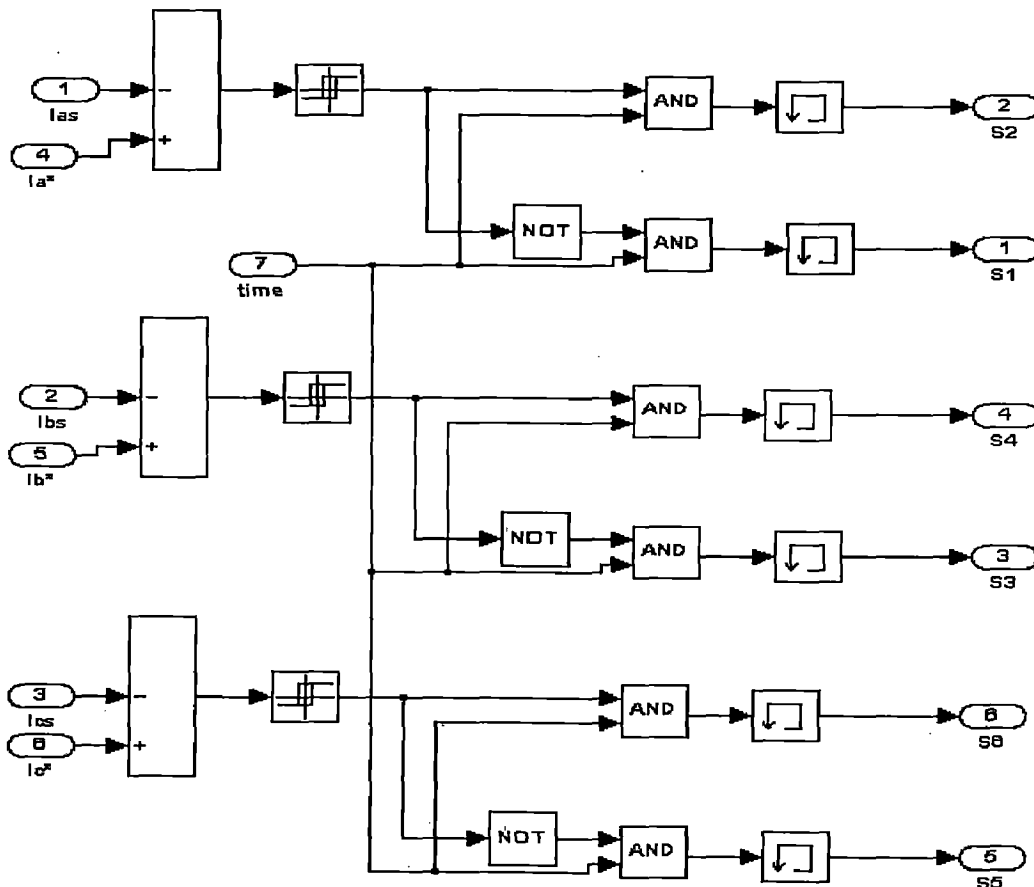 1
Ias
4
Ia*
-
+
AND
2
S2
NOT
AND
1
S1
7
time
2
Ibs
5
Ib*
-
+
AND
4
S4
NOT
AND
3
S3
3
Ics
6
Ic*
-
+
AND
6
S6
NOT
AND
5
S5